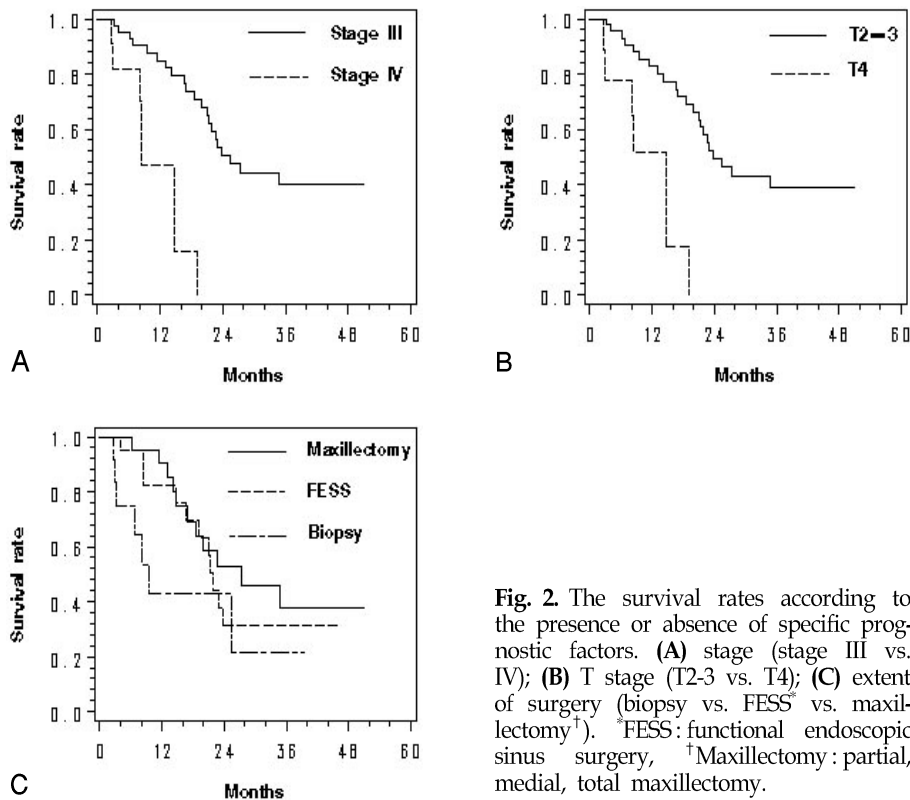 1.0
0.8
0.6
0.4
0.2
0.0
Survival rate
Stage III
Stage IV
0 12 24 36 48 60
Months
A
1.0
0.8
0.6
0.4
0.2
0.0
Survival rate
T2-3
T4
0 12 24 36 48 60
Months
B
1.0
0.8
0.6
0.4
0.2
0.0
Survival rate
Maxillectomy
FESS
Biopsy
0 12 24 36 48 60
Months
C
Fig. 2. The survival rates according to
the presence or absence of specific prog-
nostic factors. (A) stage (stage III vs.
IV); (B) T stage (T2-3 vs. T4); (C) extent
of surgery (biopsy vs. FESS* vs. maxil-
lectomy†). *FESS : functional endoscopic
sinus surgery, †Maxillectomy : partial,
medial, total maxillectomy.